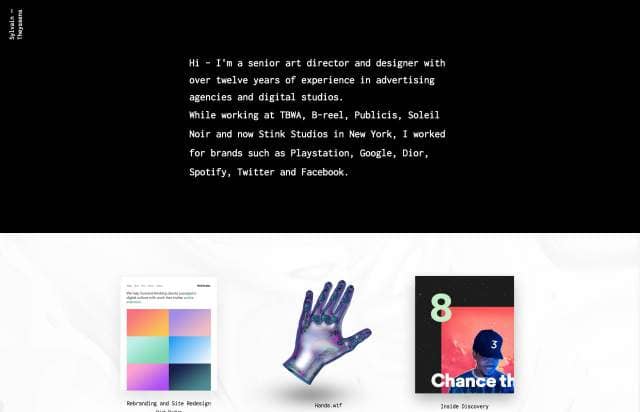 Sylvain —
Theyssens
Hi – I'm a senior art director and designer with
over twelve years of experience in advertising
agencies and digital studios.
While working at TBWA, B-reel, Publicis, Soleil
Noir and now Stink Studios in New York, I worked
for brands such as Playstation, Google, Dior,
Spotify, Twitter and Facebook.
8
3
Chance th
Rebranding and Site Redesign
Hands.wtf
Inside Discovery